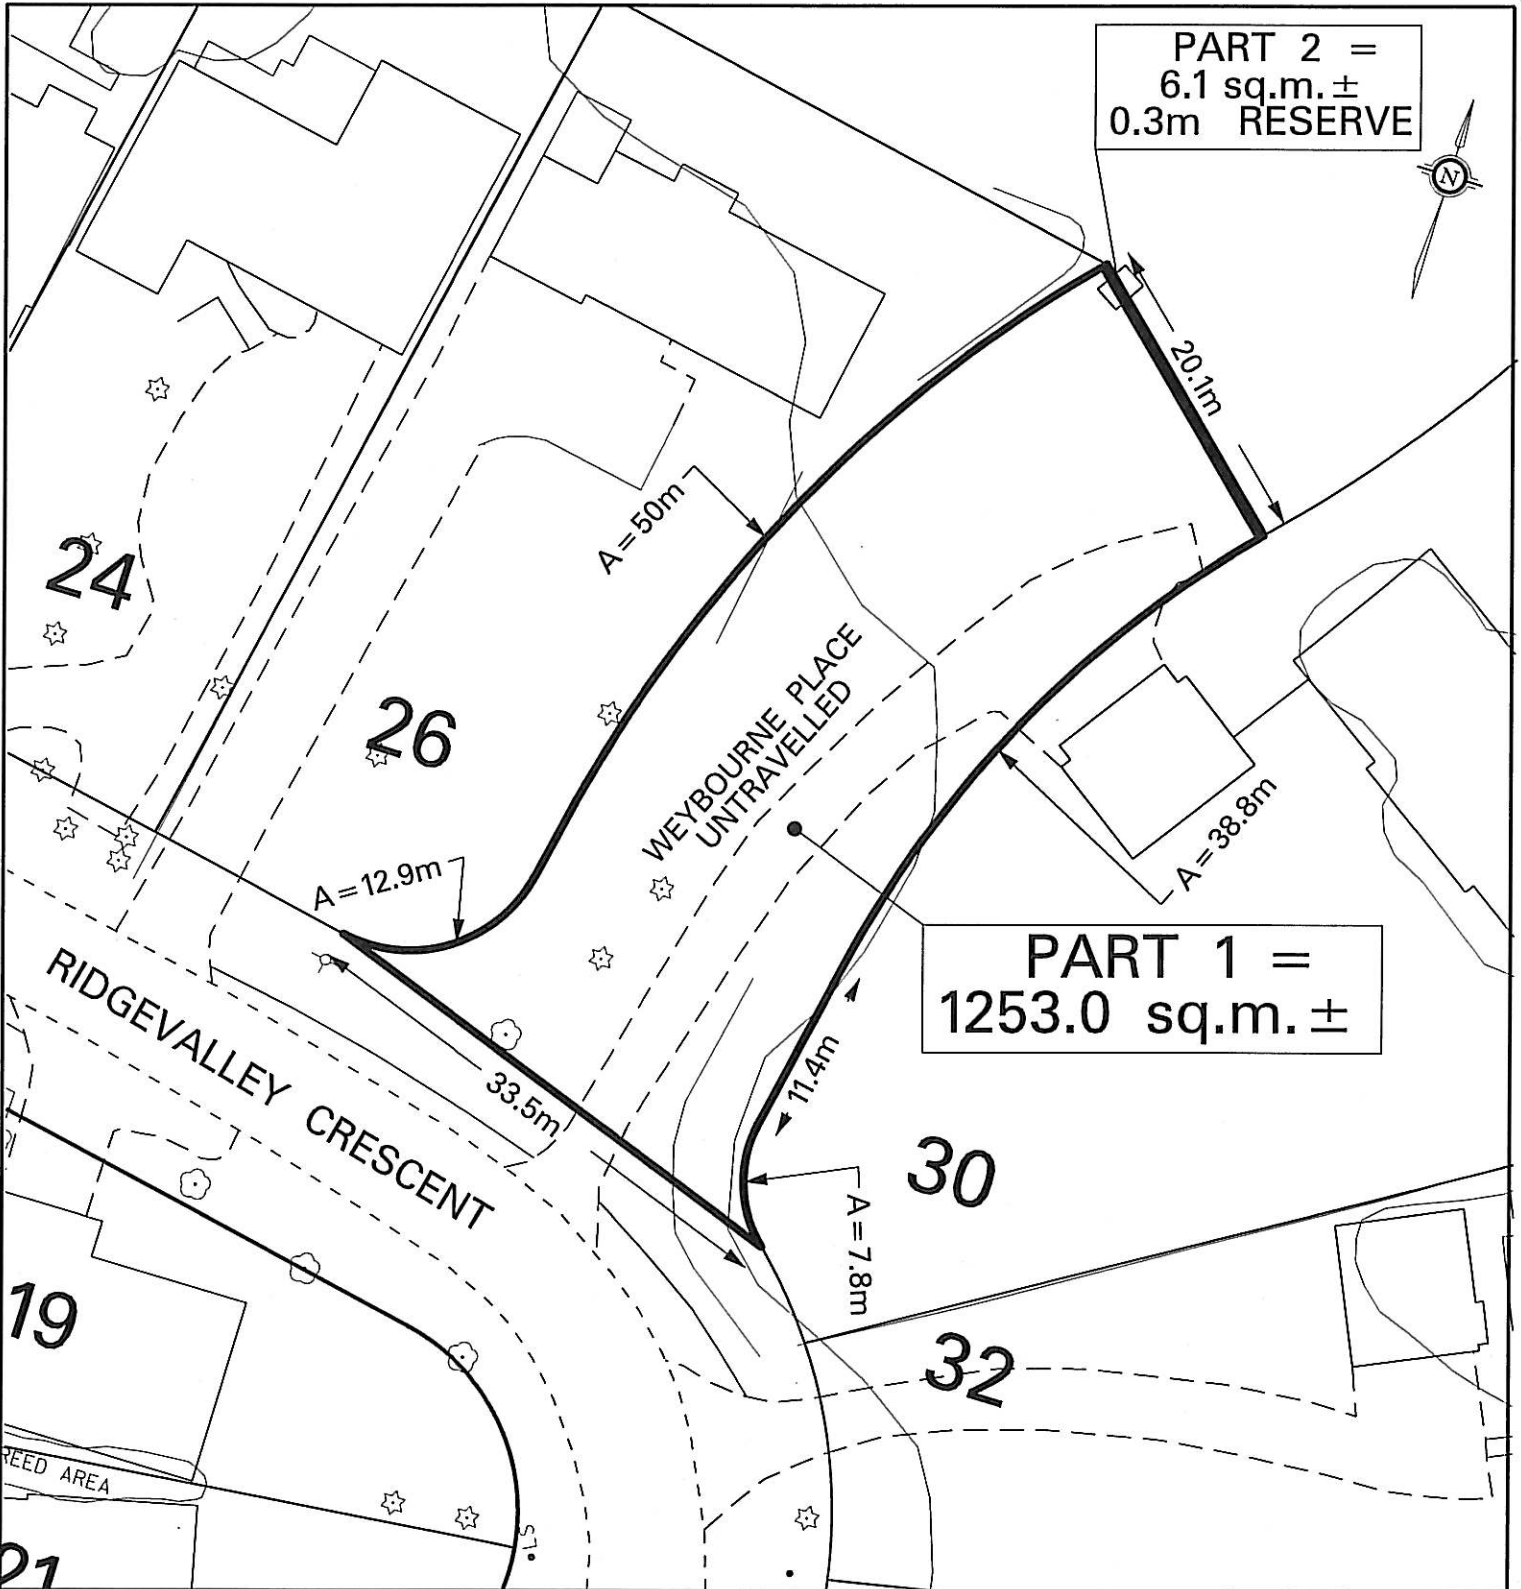 PART 2 =
6.1 sq.m. ±
0.3m RESERVE
N
20.1m
A=50m
24
26
WEYBOURNE PLACE
UNTRAVELLED
A=38.8m
A=12.9m
PART 1 =
1253.0 sq.m. ±
RIDGEVALLEY CRESCENT
33.5m
11.4m
30
A=7.8m
19
32
REED AREA
LS
21